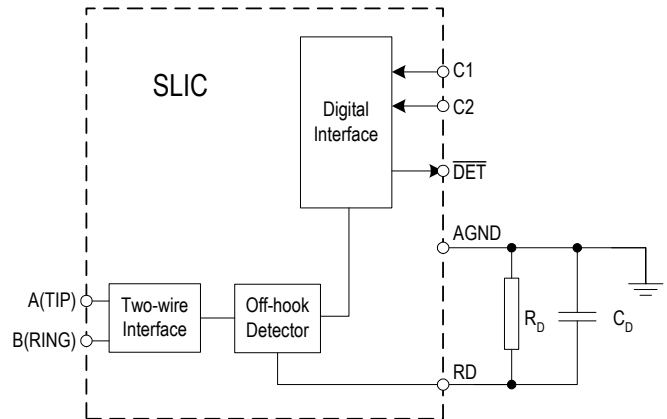 SLIC
Digital
Interface
C1
C2
DET
AGND
A(TIP)
B(RING)
Two-wire
Interface
Off-hook
Detector
RD
CD
RD